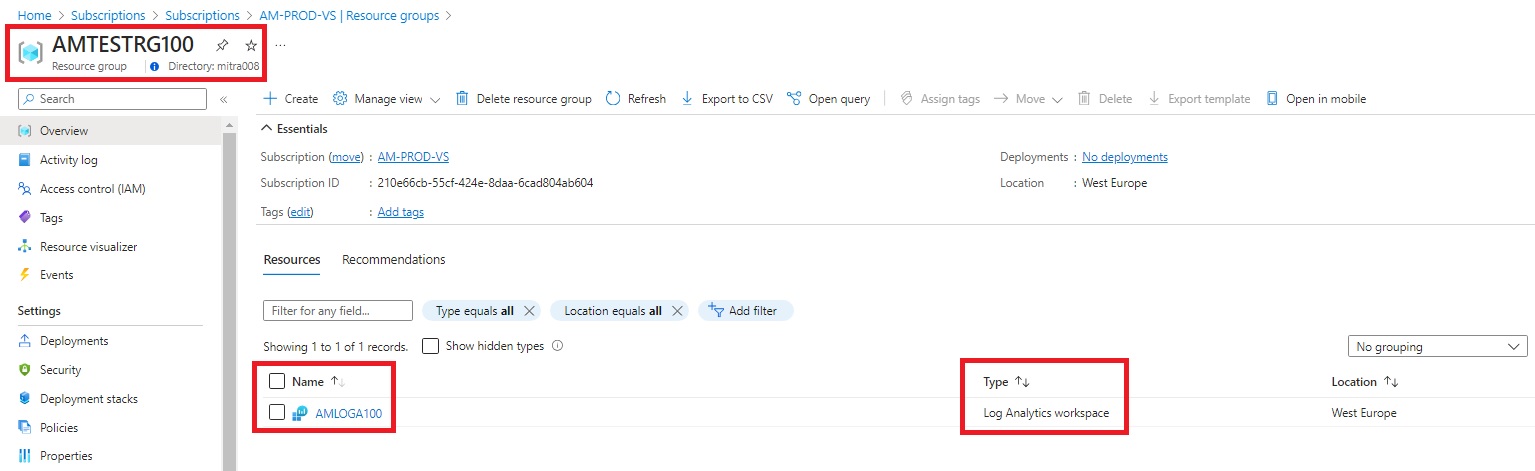 Home > Subscriptions > Subscriptions > AM-PROD-VS | Resource groups >
AMTESTRG100 ...
Resource group Directory: mitra008
Search «
Overview
Activity log
Access control (IAM)
Tags
Resource visualizer
Events
Settings
Deployments
Security
Deployment stacks
Policies
Properties
Create Manage view Delete resource group Refresh Export to CSV Open query Assign tags Move Delete Export template Open in mobile
Essentials
Subscription (move) : AM-PROD-VS Deployments : No deployments
Subscription ID : 210e66cb-55cf-424e-8daa-6cad804ab604 Location : West Europe
Tags (edit) : Add tags
Resources Recommendations
Filter for any field... Type equals all Location equals all Add filter
Showing 1 to 1 of 1 records. Show hidden types No grouping
Name ↑↓ Type ↑↓ Location ↑↓
AMLOGA100 Log Analytics workspace West Europe